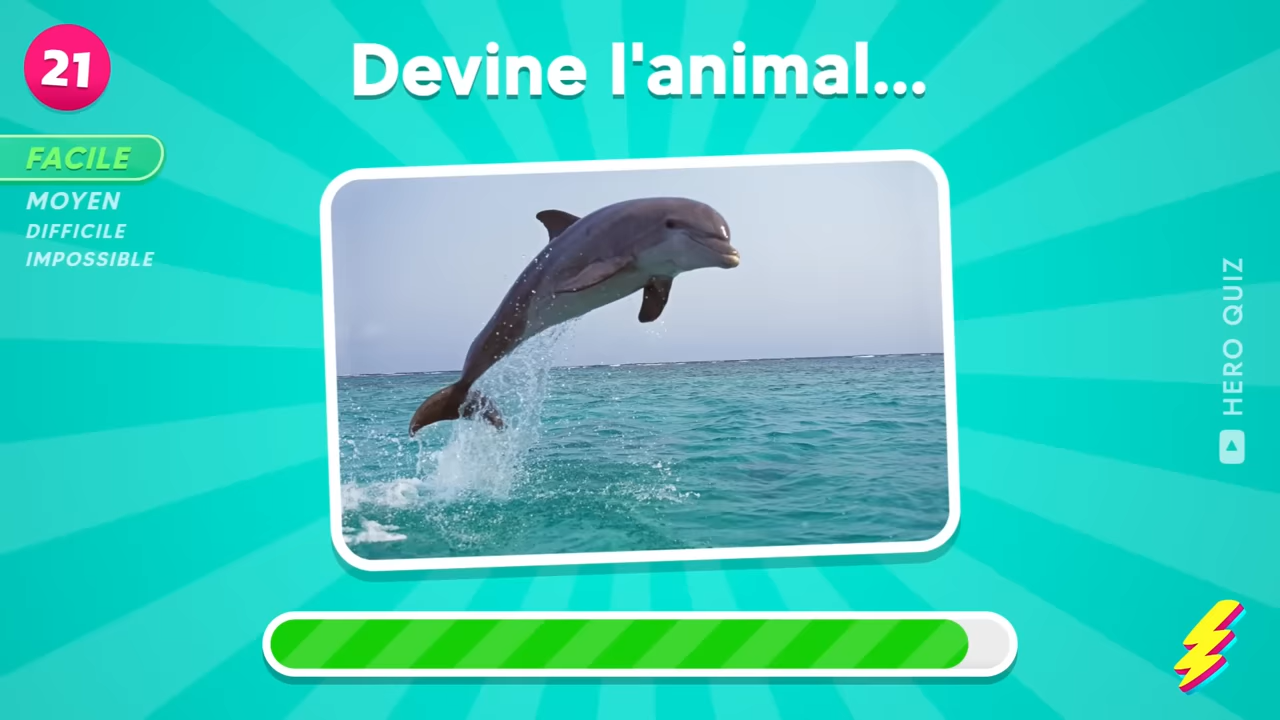 21
Devine l'animal...
FACILE
MOYEN
DIFFICILE
IMPOSSIBLE
HERO QUIZ